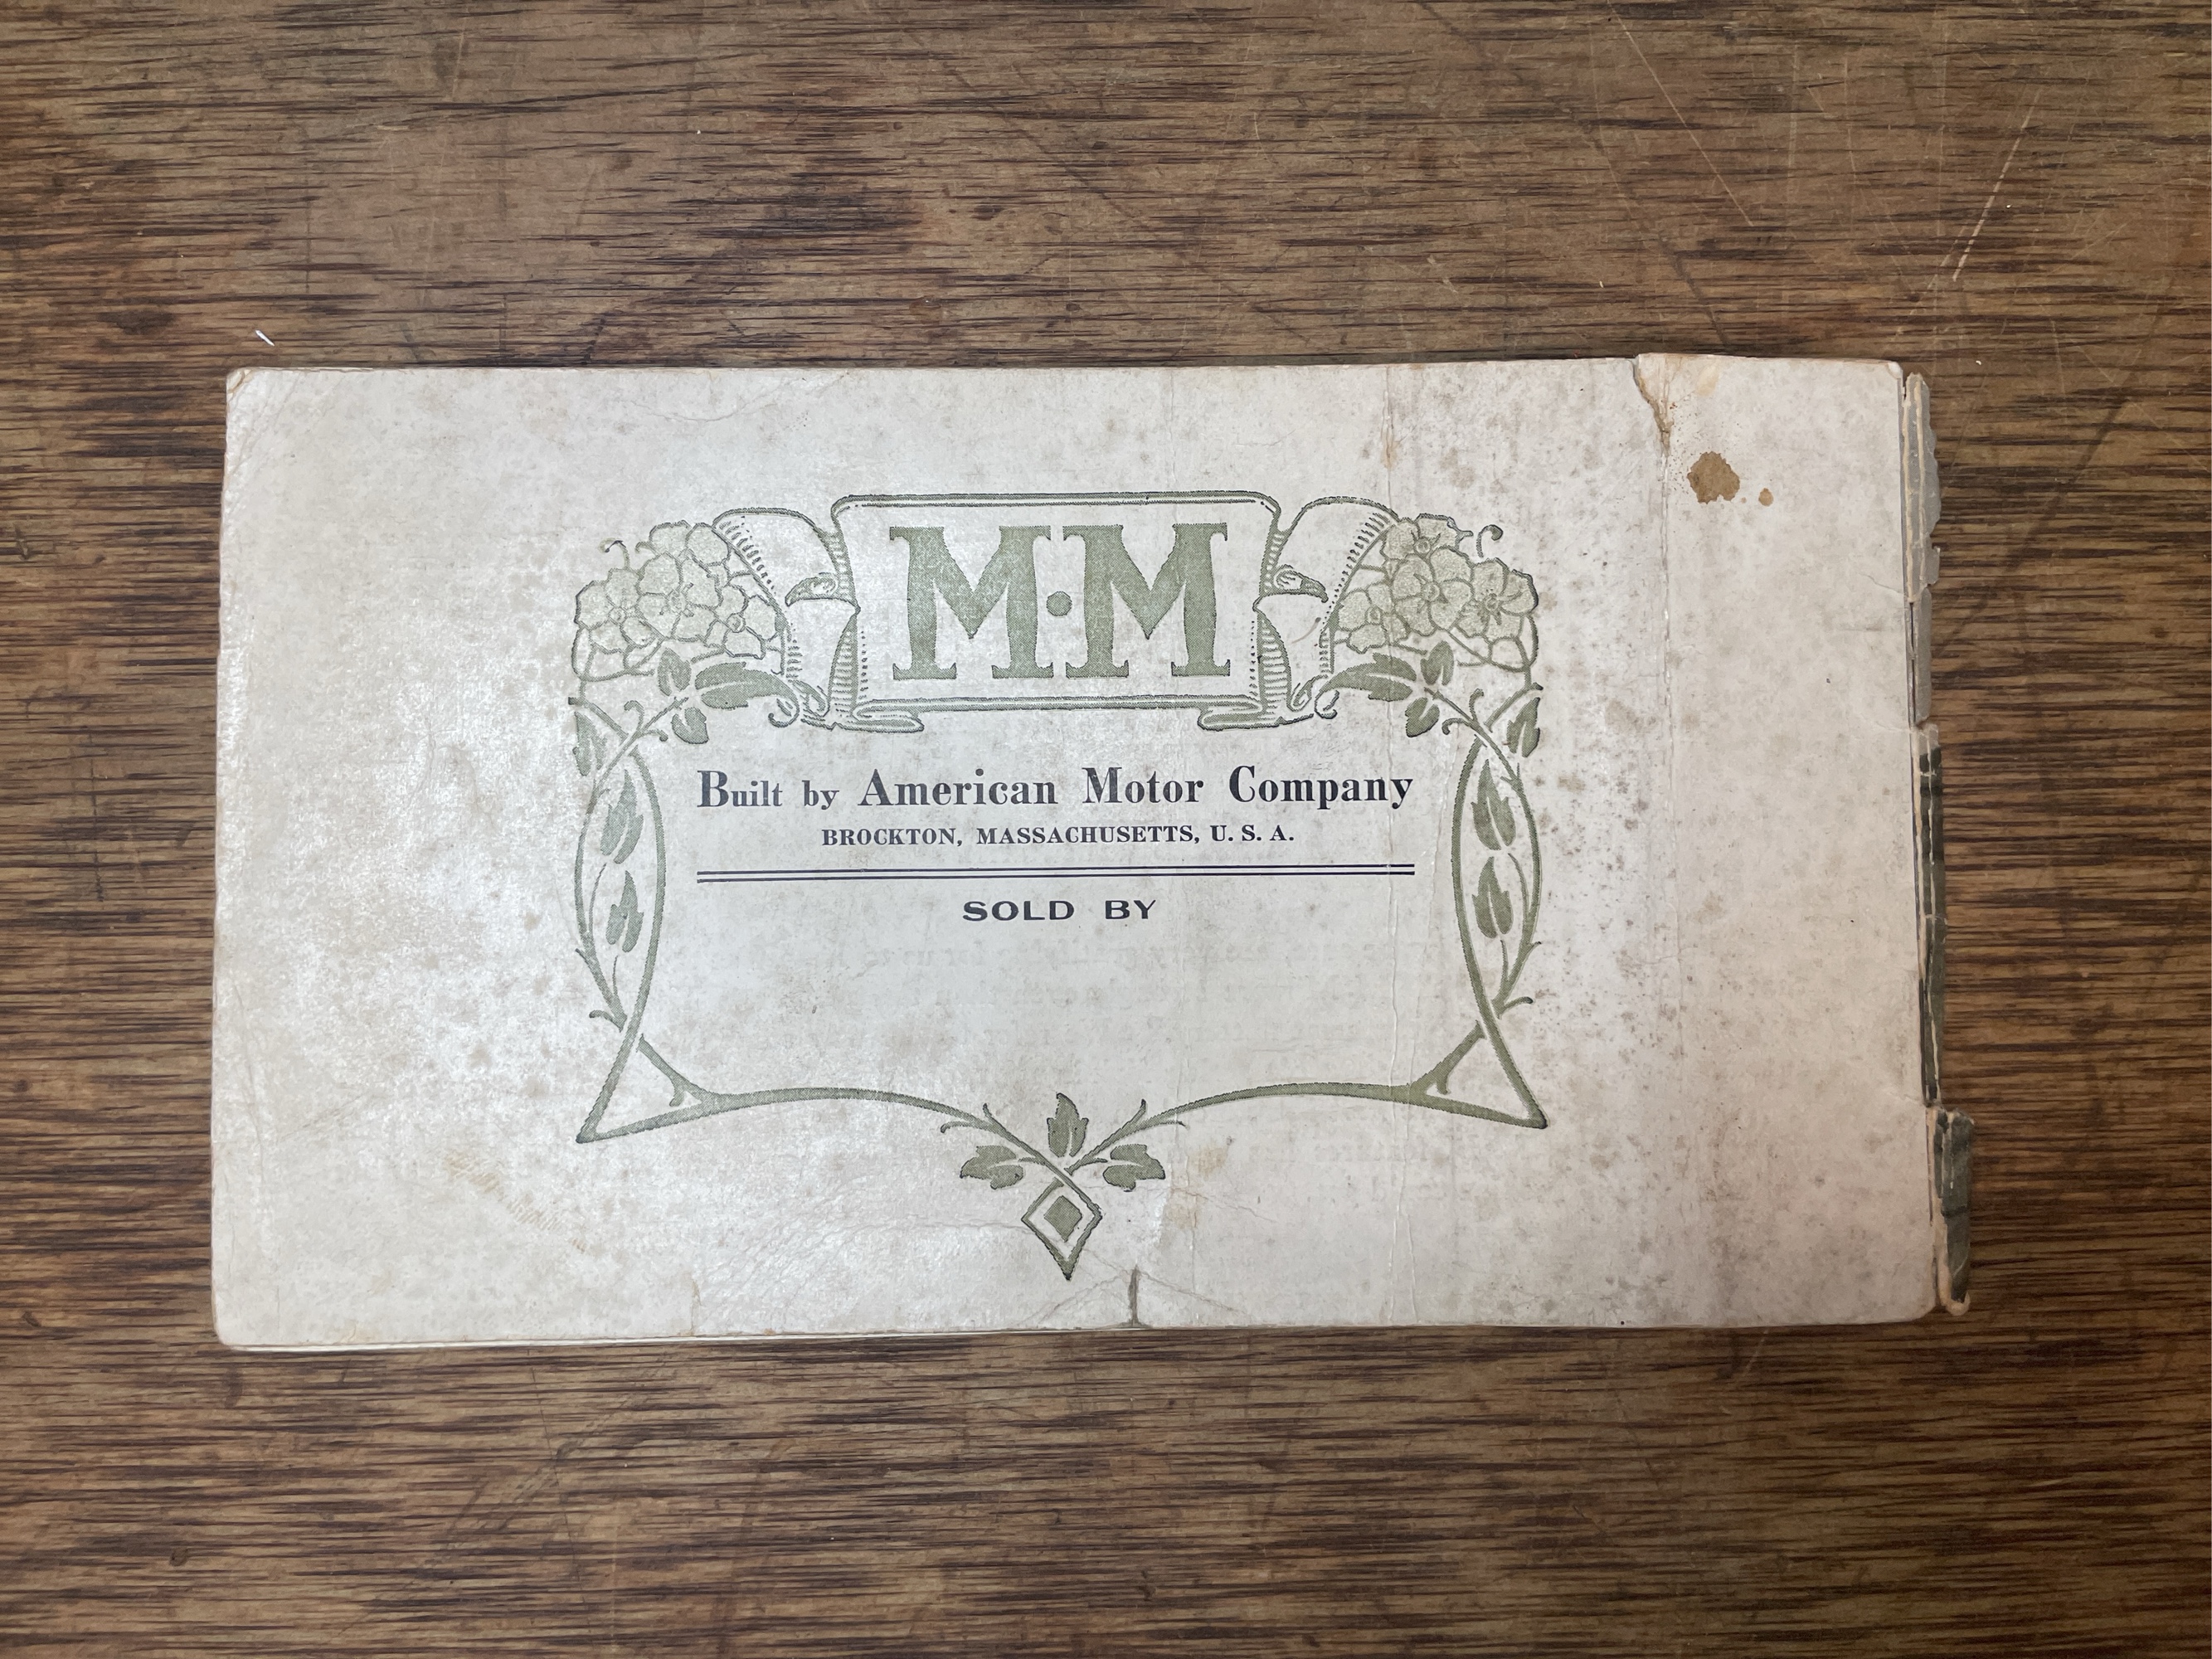 M·M
Built by American Motor Company
BROCKTON, MASSACHUSETTS, U. S. A.
SOLD BY